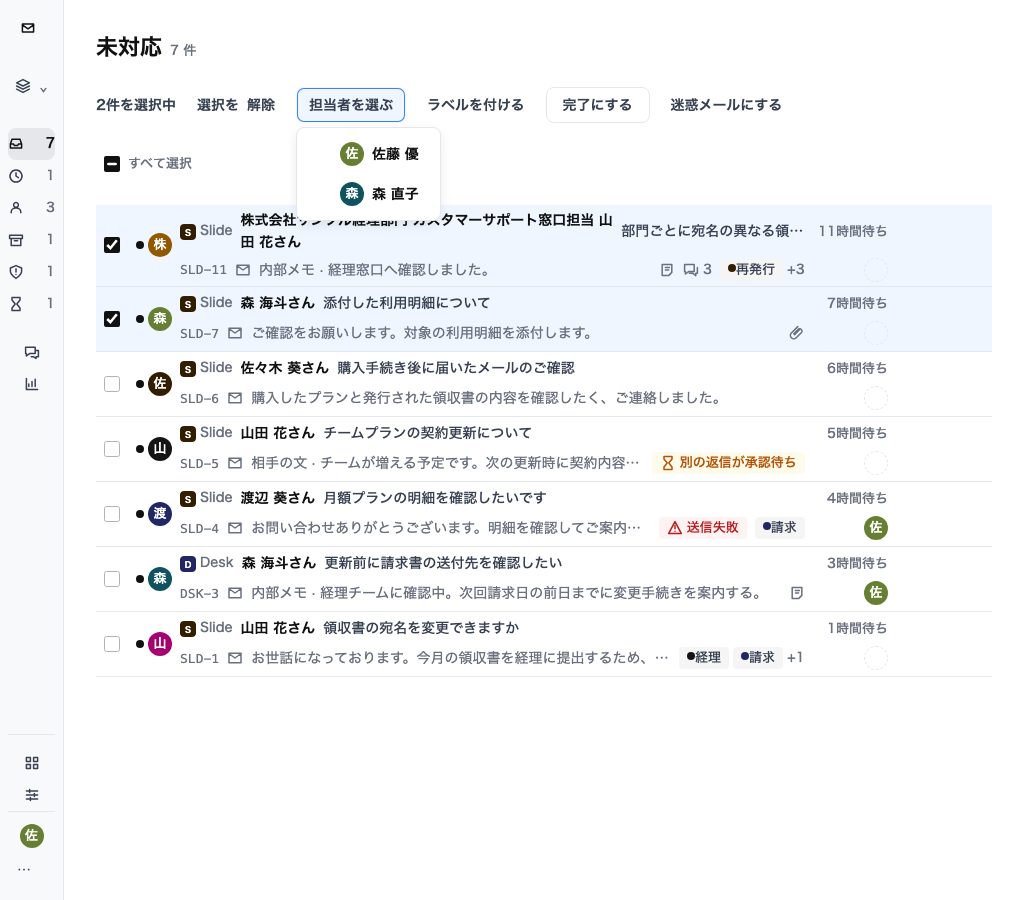 未対応 7 件
2件を選択中 選択を 解除 担当者を選ぶ ラベルを付ける 完了にする 迷惑メールにする
佐 佐藤 優
森 森 直子
すべて選択
7
1
3
1
1
1
株 S Slide 株式会社サンプル経理部門カスタマーサポート窓口担当 山
田 花さん 部門ごとに宛名の異なる領… 11時間待ち
SLD-11 内部メモ · 経理窓口へ確認しました。 3 再発行 +3
森 S Slide 森 海斗さん 添付した利用明細について 7時間待ち
SLD-7 ご確認をお願いします。対象の利用明細を添付します。
佐 S Slide 佐々木 葵さん 購入手続き後に届いたメールのご確認 6時間待ち
SLD-6 購入したプランと発行された領収書の内容を確認したく、ご連絡しました。
山 S Slide 山田 花さん チームプランの契約更新について 5時間待ち
SLD-5 相手の文 · チームが増える予定です。次の更新時に契約内容… 別の返信が承認待ち
渡 S Slide 渡辺 葵さん 月額プランの明細を確認したいです 4時間待ち
SLD-4 お問い合わせありがとうございます。明細を確認してご案内… 送信失敗 請求 佐
森 D Desk 森 海斗さん 更新前に請求書の送付先を確認したい 3時間待ち
DSK-3 内部メモ · 経理チームに確認中。次回請求日の前日までに変更手続きを案内する。 佐
山 S Slide 山田 花さん 領収書の宛名を変更できますか 1時間待ち
SLD-1 お世話になっております。今月の領収書を経理に提出するため、… 経理 請求 +1
佐
…